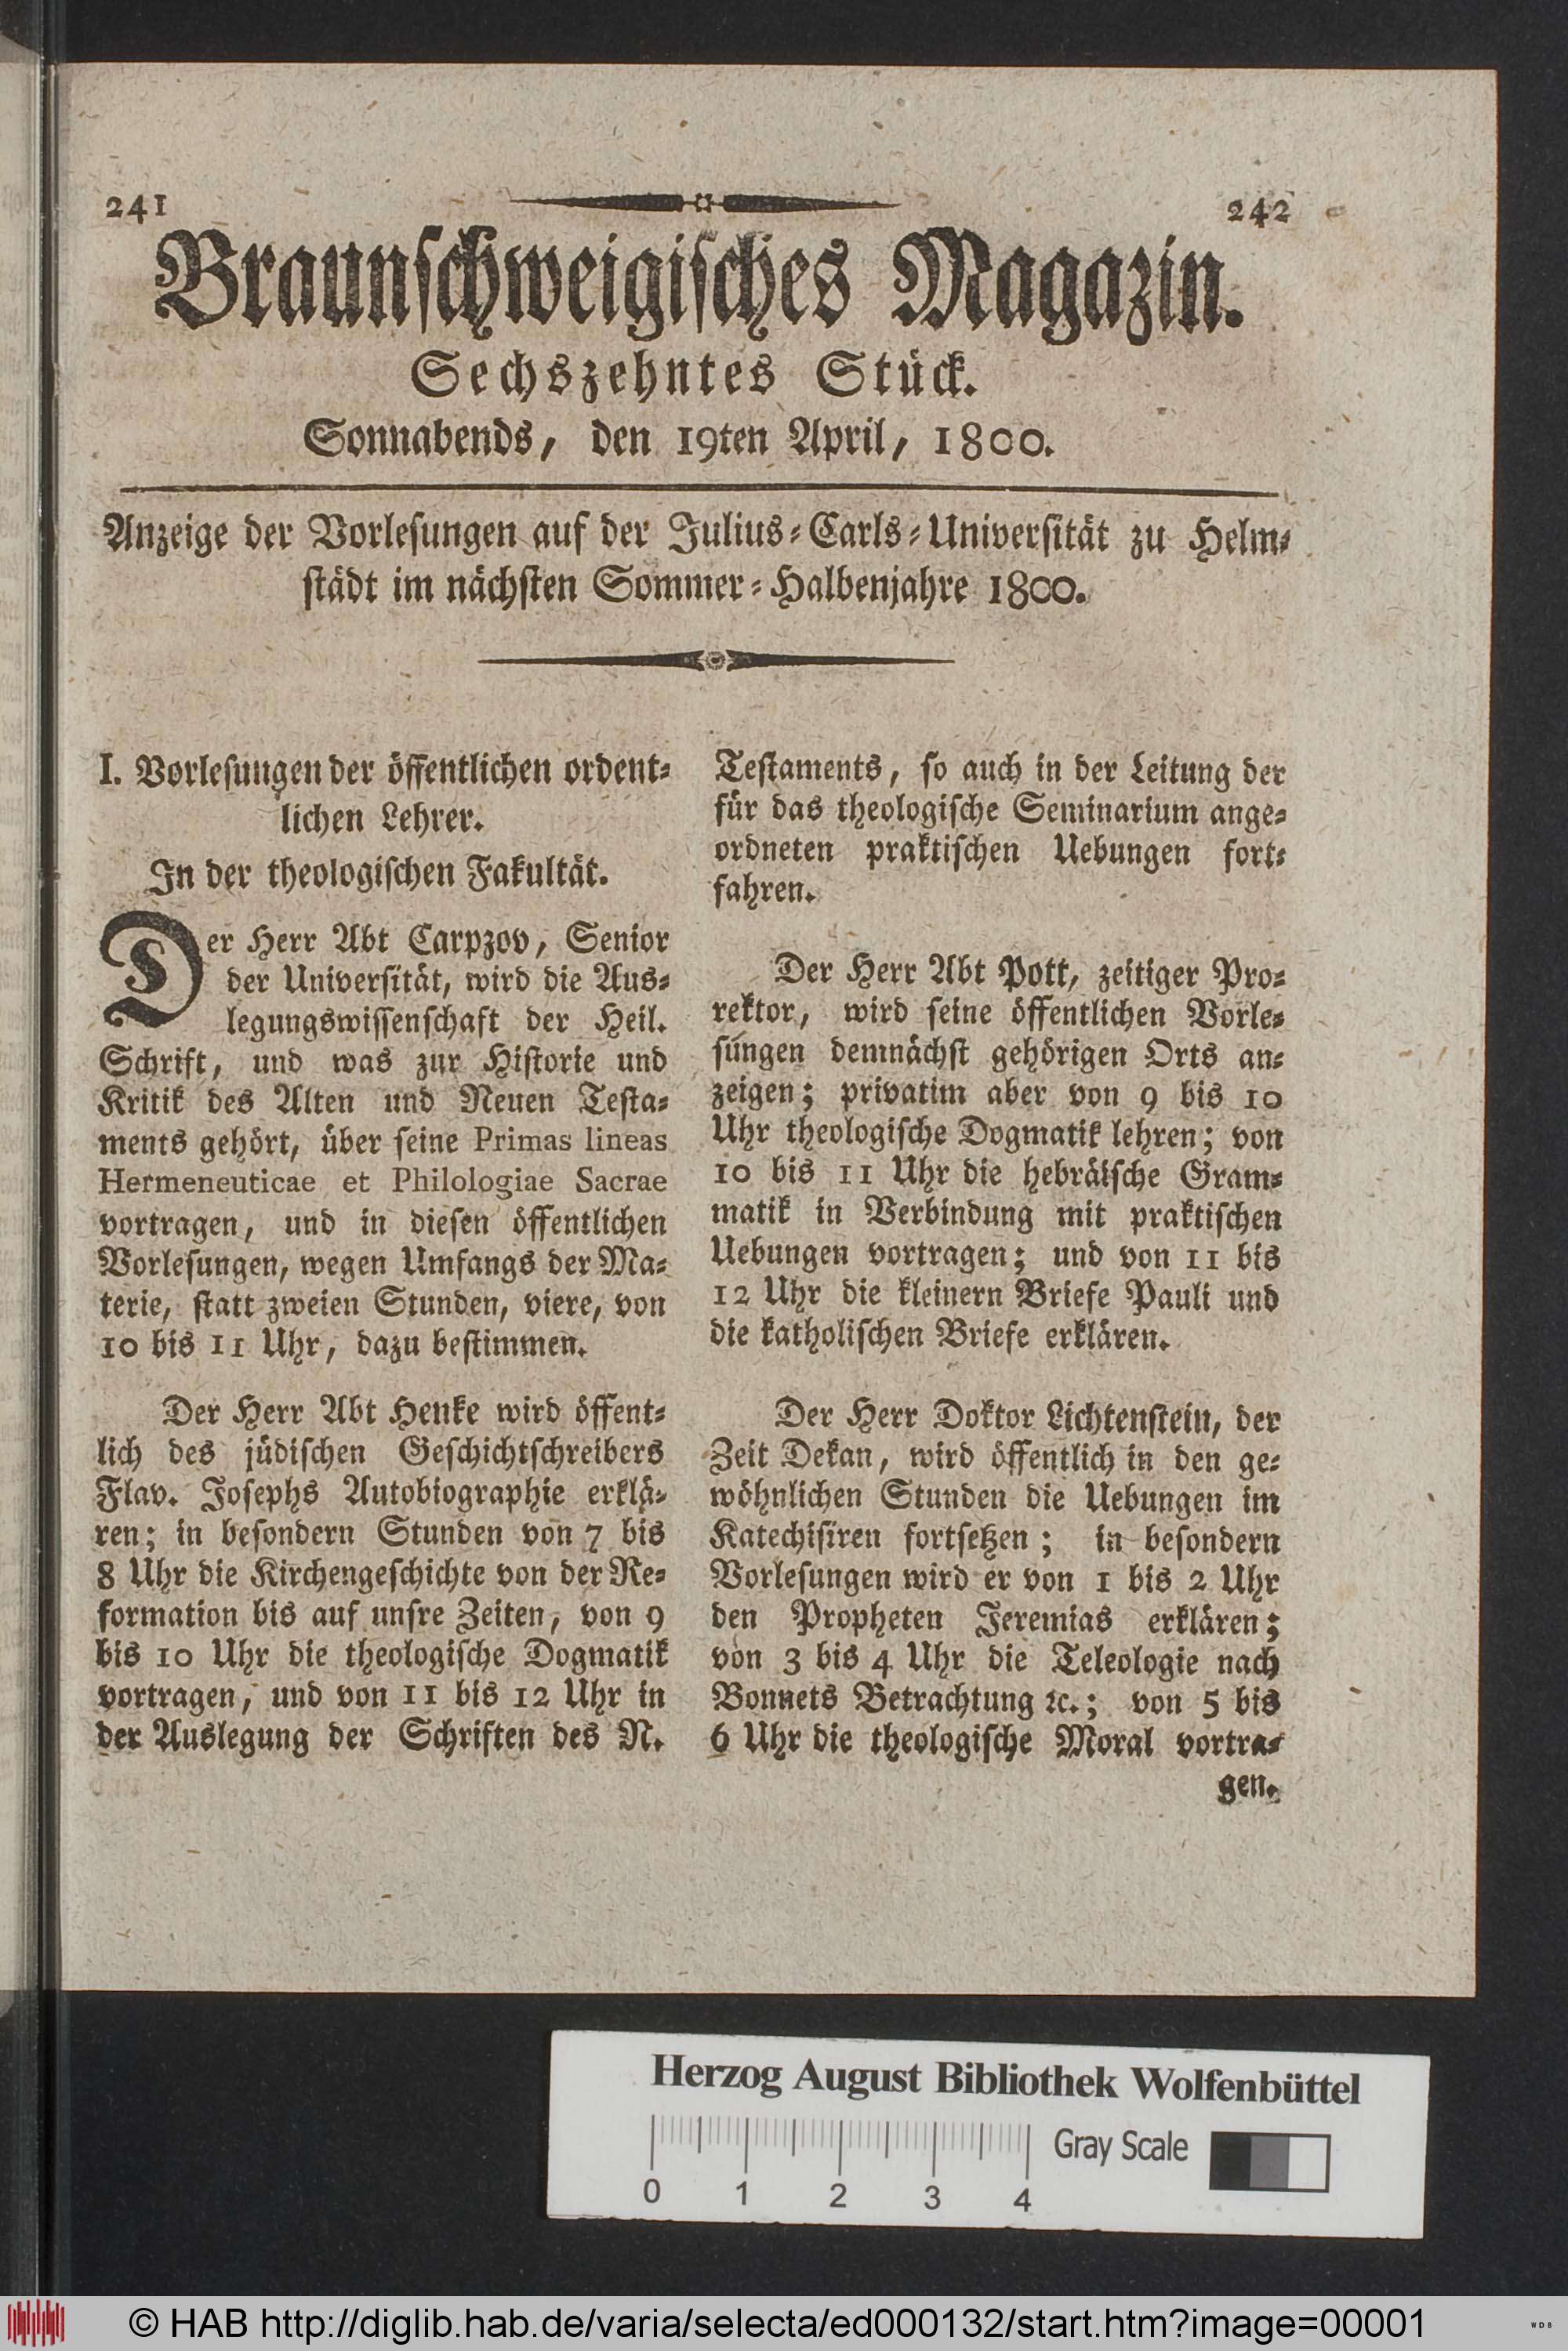 241
242
Braunschweigisches Magazin.
Sechszehntes Stück.
Sonnabends, den 19ten April, 1800.
Anzeige der Vorlesungen auf der Julius-Carls-Universität zu Helm-
städt im nächsten Sommer-Halbenjahre 1800.
I. Vorlesungen der öffentlichen ordent-
lichen Lehrer.
In der theologischen Fakultät.
Der Herr Abt Carpzov, Senior
der Universität, wird die Aus-
legungswissenschaft der Heil.
Schrift, und was zur Historie und
Kritik des Alten und Neuen Testa-
ments gehört, über seine Primas lineas
Hermeneuticae et Philologiae Sacrae
vortragen, und in diesen öffentlichen
Vorlesungen, wegen Umfangs der Ma-
terie, statt zweien Stunden, viere, von
10 bis 11 Uhr, dazu bestimmen.
Der Herr Abt Henke wird öffent-
lich des jüdischen Geschichtschreibers
Flav. Josephs Autobiographie erklä-
ren; in besondern Stunden von 7 bis
8 Uhr die Kirchengeschichte von der Re-
formation bis auf unsre Zeiten, von 9
bis 10 Uhr die theologische Dogmatik
vortragen, und von 11 bis 12 Uhr in
der Auslegung der Schriften des N.
Testaments, so auch in der Leitung der
für das theologische Seminarium ange-
ordneten praktischen Uebungen fort-
fahren.
Der Herr Abt Pott, zeitiger Pro-
rektor, wird seine öffentlichen Vorle-
sungen demnächst gehörigen Orts an-
zeigen; privatim aber von 9 bis 10
Uhr theologische Dogmatik lehren; von
10 bis 11 Uhr die hebräische Gram-
matik in Verbindung mit praktischen
Uebungen vortragen; und von 11 bis
12 Uhr die kleinern Briefe Pauli und
die katholischen Briefe erklären.
Der Herr Doktor Lichtenstein, der
Zeit Dekan, wird öffentlich in den ge-
wöhnlichen Stunden die Uebungen im
Katechisiren fortsetzen; in besondern
Vorlesungen wird er von 1 bis 2 Uhr
den Propheten Jeremias erklären;
von 3 bis 4 Uhr die Teleologie nach
Bonnets Betrachtung ꝛc.; von 5 bis
6 Uhr die theologische Moral vortra-
gen.
Herzog August Bibliothek Wolfenbüttel
Gray Scale
0 1 2 3 4
© HAB http://diglib.hab.de/varia/selecta/ed000132/start.htm?image=00001
WDB